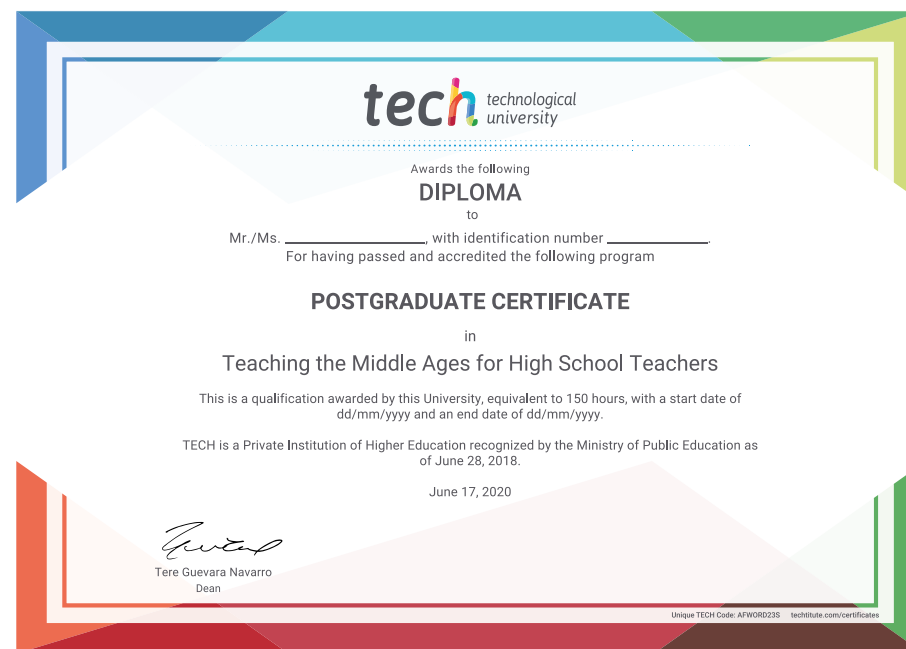 tech technological
university
Awards the following
DIPLOMA
to
Mr./Ms. ____________________, with identification number ______________.
For having passed and accredited the following program
POSTGRADUATE CERTIFICATE
in
Teaching the Middle Ages for High School Teachers
This is a qualification awarded by this University, equivalent to 150 hours, with a start date of
dd/mm/yyyy and an end date of dd/mm/yyyy.
TECH is a Private Institution of Higher Education recognized by the Ministry of Public Education as
of June 28, 2018.
June 17, 2020
Tere Guevara Navarro
Dean
Unique TECH Code: AFWORD23S techtitute.com/certificates